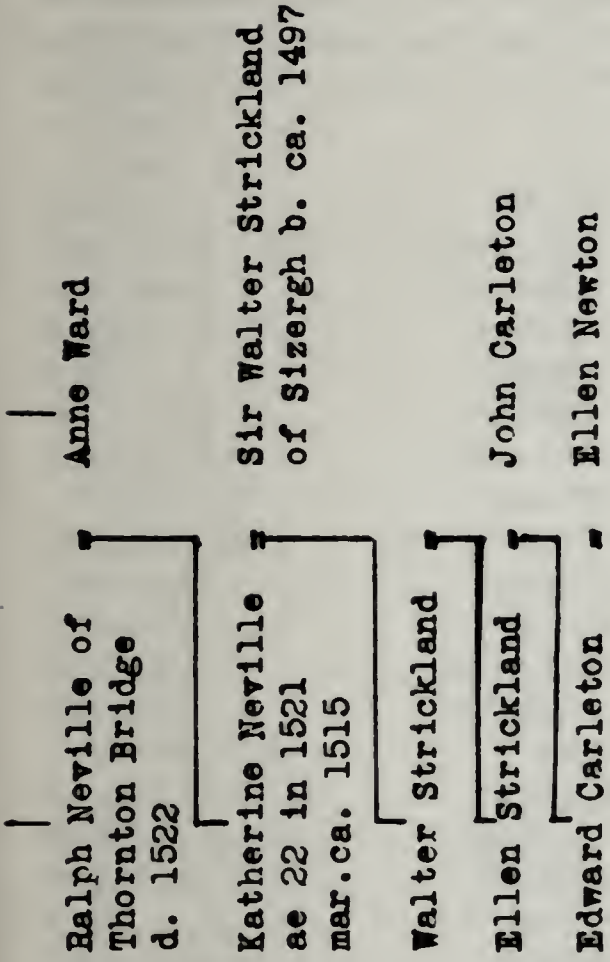 Ralph Neville of
Thornton Bridge
d. 1522
= Anne Ward
Katherine Neville
ae 22 in 1521
mar.ca. 1515
= Sir Walter Strickland
of Sizergh b. ca. 1497
Walter Strickland =
Ellen Strickland = John Carleton
Edward Carleton = Ellen Newton